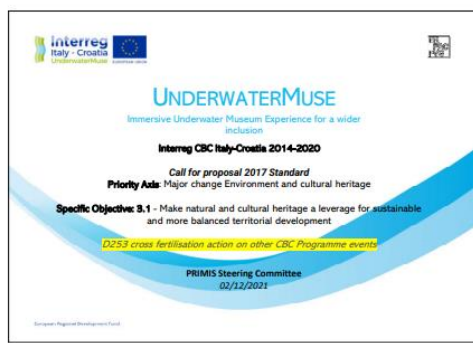 Interreg
Italy - Croatia
UnderwaterMuse
EUROPEAN UNION
UNDERWATERMUSE
Immersive Underwater Museum Experience for a wider
inclusion
Interreg CBC Italy-Croatia 2014-2020
Call for proposal 2017 Standard
Priority Axis: Major change Environment and cultural heritage
Specific Objective: 3.1 - Make natural and cultural heritage a leverage for sustainable
and more balanced territorial development
D253 cross fertilisation action on other CBC Programme events
PRIMIS Steering Committee
02/12/2021
European Regional Development Fund